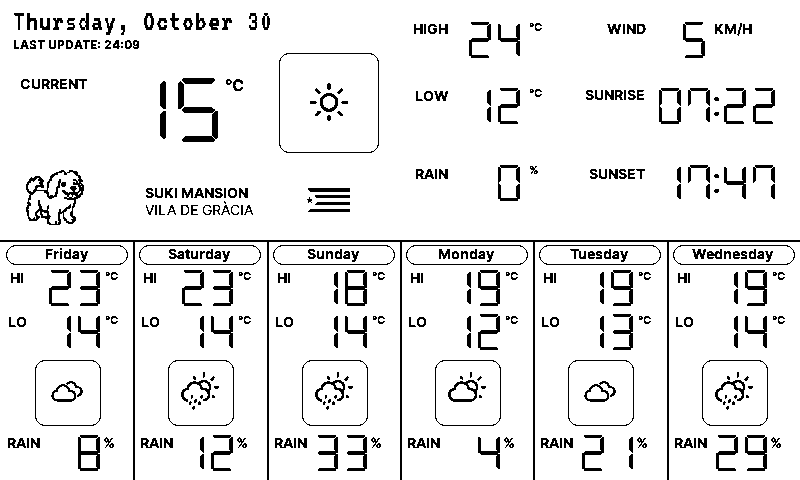 Thursday, October 30
LAST UPDATE: 24:09
CURRENT 15 °C
SUKI MANSION
VILA DE GRÀCIA
HIGH 24 °C
LOW 12 °C
RAIN 0 %
WIND 5 KM/H
SUNRISE 07:22
SUNSET 17:47
Friday
HI 23 °C
LO 14 °C
RAIN 8 %
Saturday
HI 23 °C
LO 14 °C
RAIN 12 %
Sunday
HI 18 °C
LO 14 °C
RAIN 33 %
Monday
HI 19 °C
LO 12 °C
RAIN 4 %
Tuesday
HI 19 °C
LO 13 °C
RAIN 21 %
Wednesday
HI 19 °C
LO 14 °C
RAIN 29 %